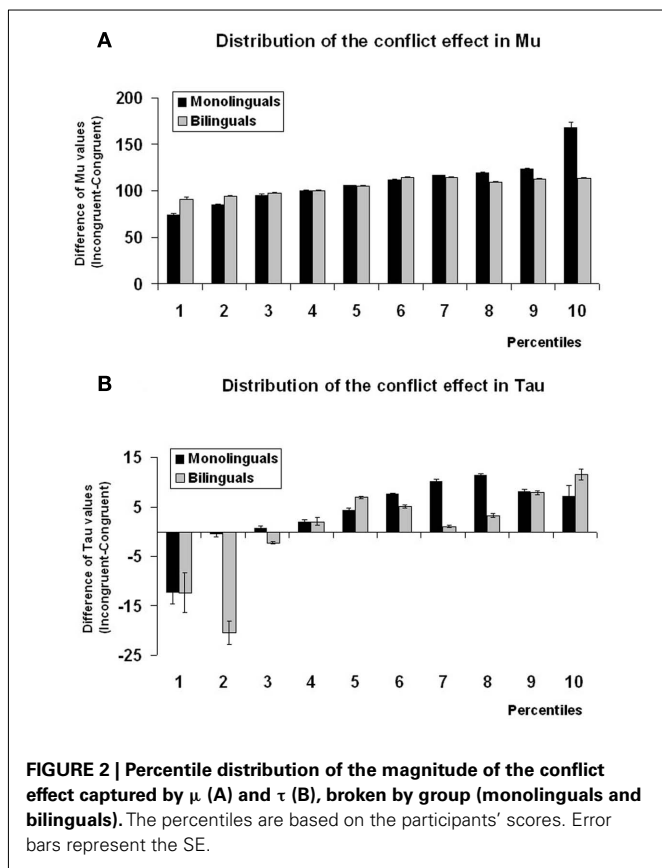 A
Distribution of the conflict effect in Mu
Difference of Mu values
(Incongruent-Congruent)
200
150
100
50
0
Monolinguals
Bilinguals
1 2 3 4 5 6 7 8 9 10
Percentiles
B
Distribution of the conflict effect in Tau
Difference of Tau values
(Incongruent-Congruent)
15
5
-5
-15
-25
Monolinguals
Bilinguals
1 2 3 4 5 6 7 8 9 10
Percentiles
FIGURE 2 | Percentile distribution of the magnitude of the conflict
effect captured by μ (A) and τ (B), broken by group (monolinguals and
bilinguals). The percentiles are based on the participants’ scores. Error
bars represent the SE.